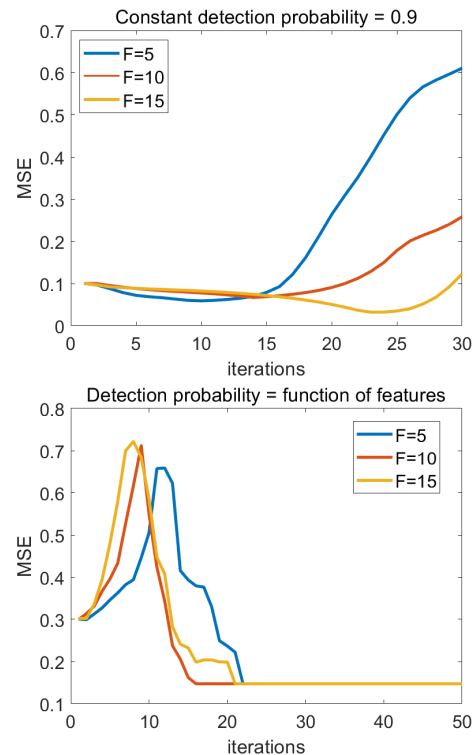 Constant detection probability = 0.9
0.7
0.6
0.5
0.4
0.3
0.2
0.1
0
MSE
F=5
F=10
F=15
0 5 10 15 20 25 30
iterations
Detection probability = function of features
0.8
0.7
0.6
0.5
0.4
0.3
0.2
0.1
MSE
F=5
F=10
F=15
0 10 20 30 40 50
iterations